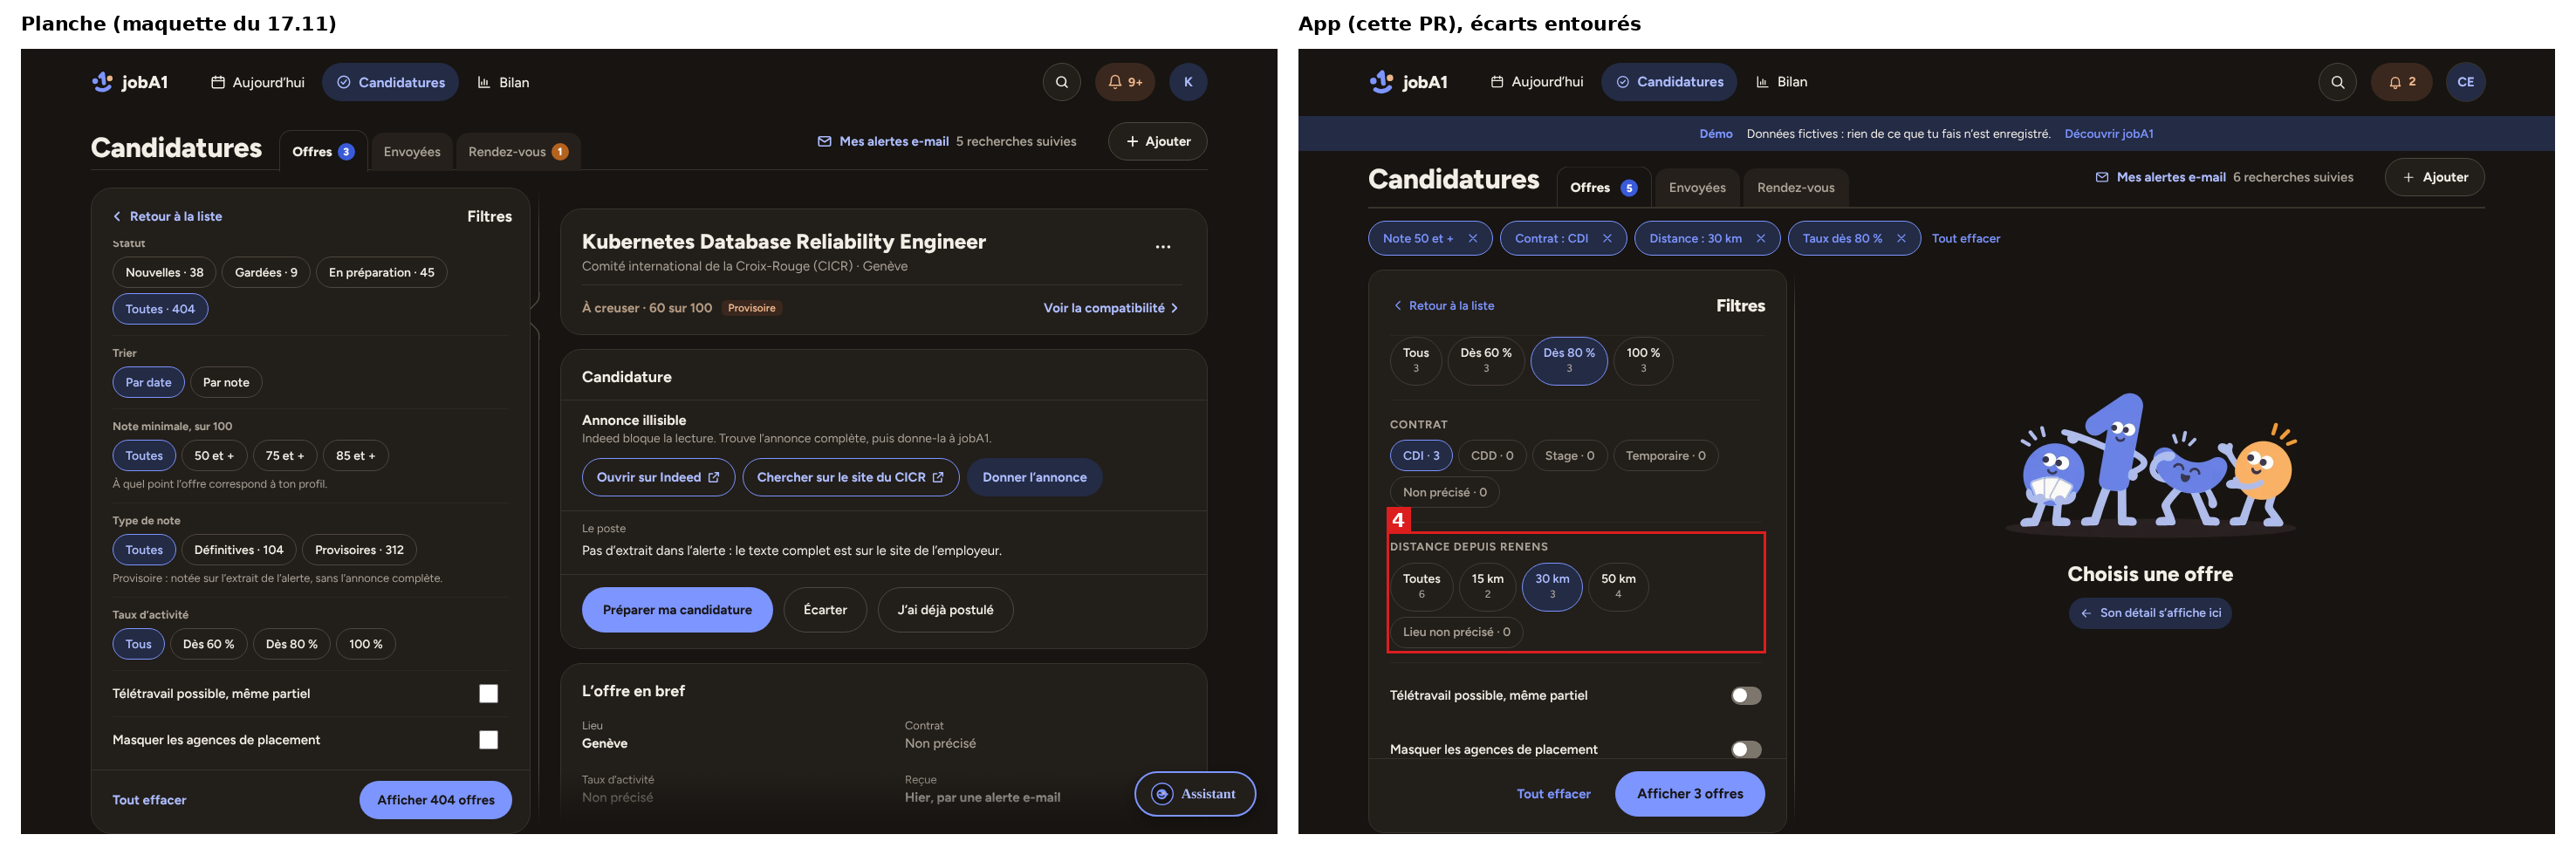 Planche (maquette du 17.11)
jobA1 Aujourd'hui Candidatures Bilan 9+ K
Candidatures Offres 3 Envoyées Rendez-vous 1 Mes alertes e-mail 5 recherches suivies + Ajouter
Retour à la liste Filtres
Statut
Nouvelles · 38 Gardées · 9 En préparation · 45
Toutes · 404
Trier
Par date Par note
Note minimale, sur 100
Toutes 50 et + 75 et + 85 et +
À quel point l'offre correspond à ton profil.
Type de note
Toutes Définitives · 104 Provisoires · 312
Provisoire : notée sur l'extrait de l'alerte, sans l'annonce complète.
Taux d'activité
Tous Dès 60 % Dès 80 % 100 %
Télétravail possible, même partiel
Masquer les agences de placement
Tout effacer Afficher 404 offres
Kubernetes Database Reliability Engineer ...
Comité international de la Croix-Rouge (CICR) · Genève
À creuser · 60 sur 100 Provisoire Voir la compatibilité
Candidature
Annonce illisible
Indeed bloque la lecture. Trouve l'annonce complète, puis donne-la à jobA1.
Ouvrir sur Indeed Chercher sur le site du CICR Donner l'annonce
Le poste
Pas d'extrait dans l'alerte : le texte complet est sur le site de l'employeur.
Préparer ma candidature Écarter J'ai déjà postulé
L'offre en bref
Lieu Contrat
Genève Non précisé
Taux d'activité Reçue
Non précisé Hier, par une alerte e-mail
Assistant
App (cette PR), écarts entourés
jobA1 Aujourd'hui Candidatures Bilan 2 CE
Démo Données fictives : rien de ce que tu fais n'est enregistré. Découvrir jobA1
Candidatures Offres 5 Envoyées Rendez-vous Mes alertes e-mail 6 recherches suivies + Ajouter
Note 50 et + × Contrat : CDI × Distance : 30 km × Taux dès 80 % × Tout effacer
Retour à la liste Filtres
Tous Dès 60 % Dès 80 % 100 %
3 3 3 3
CONTRAT
CDI · 3 CDD · 0 Stage · 0 Temporaire · 0
Non précisé · 0
4
DISTANCE DEPUIS RENENS
Toutes 15 km 30 km 50 km
6 2 3 4
Lieu non précisé · 0
Télétravail possible, même partiel
Masquer les agences de placement
Tout effacer Afficher 3 offres
Choisis une offre
← Son détail s'affiche ici